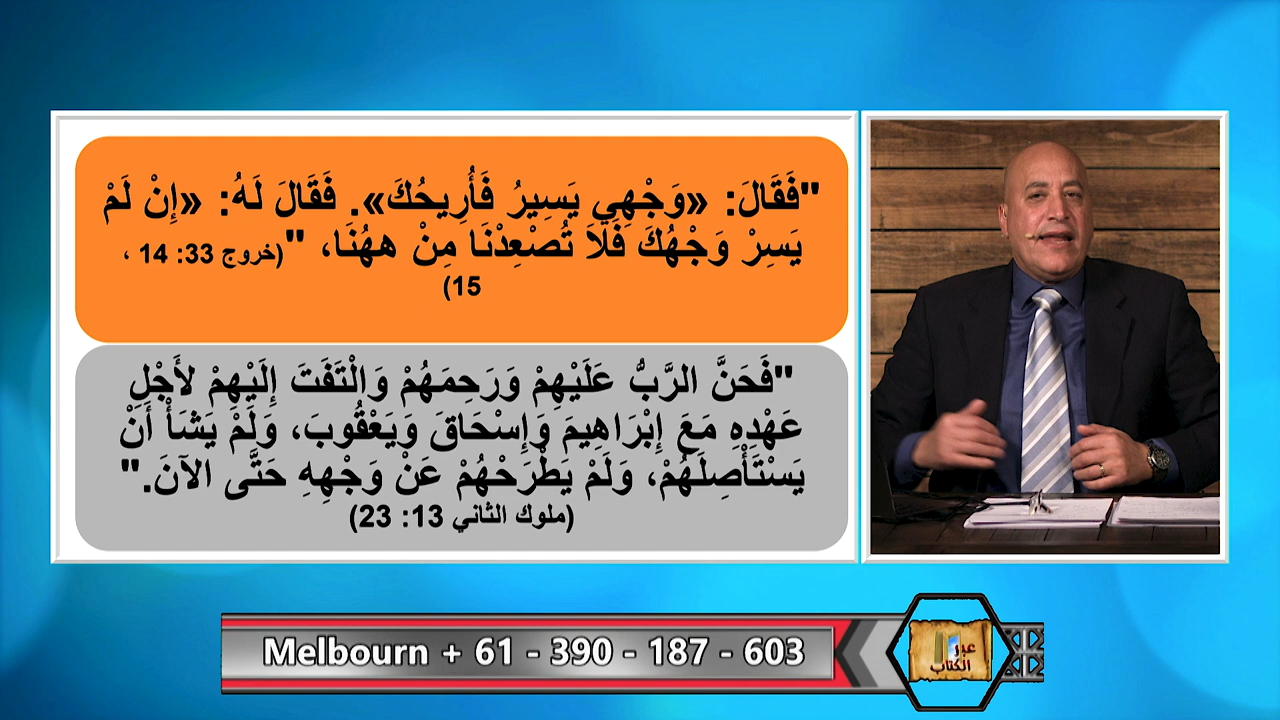 "فَقَالَ: «وَجْهِي يَسِيرُ فَأُرِيحُكَ». فَقَالَ لَهُ: «إِنْ لَمْ
يَسِرْ وَجْهُكَ فَلاَ تُصْعِدْنَا مِنْ ههُنَا، "(خروج 33: 14 ،
15)
"فَحَنَّ الرَّبُّ عَلَيْهِمْ وَرَحِمَهُمْ وَالْتَفَتَ إِلَيْهِمْ لأَجْلِ
عَهْدِهِ مَعَ إِبْرَاهِيمَ وَإِسْحَاقَ وَيَعْقُوبَ، وَلَمْ يَشَأْ أَنْ
يَسْتَأْصِلَهُمْ، وَلَمْ يَطْرَحْهُمْ عَنْ وَجْهِهِ حَتَّى الآنَ."
(ملوك الثاني 13: 23)
Melbourn + 61 - 390 - 187 - 603
عبر
الكتاب